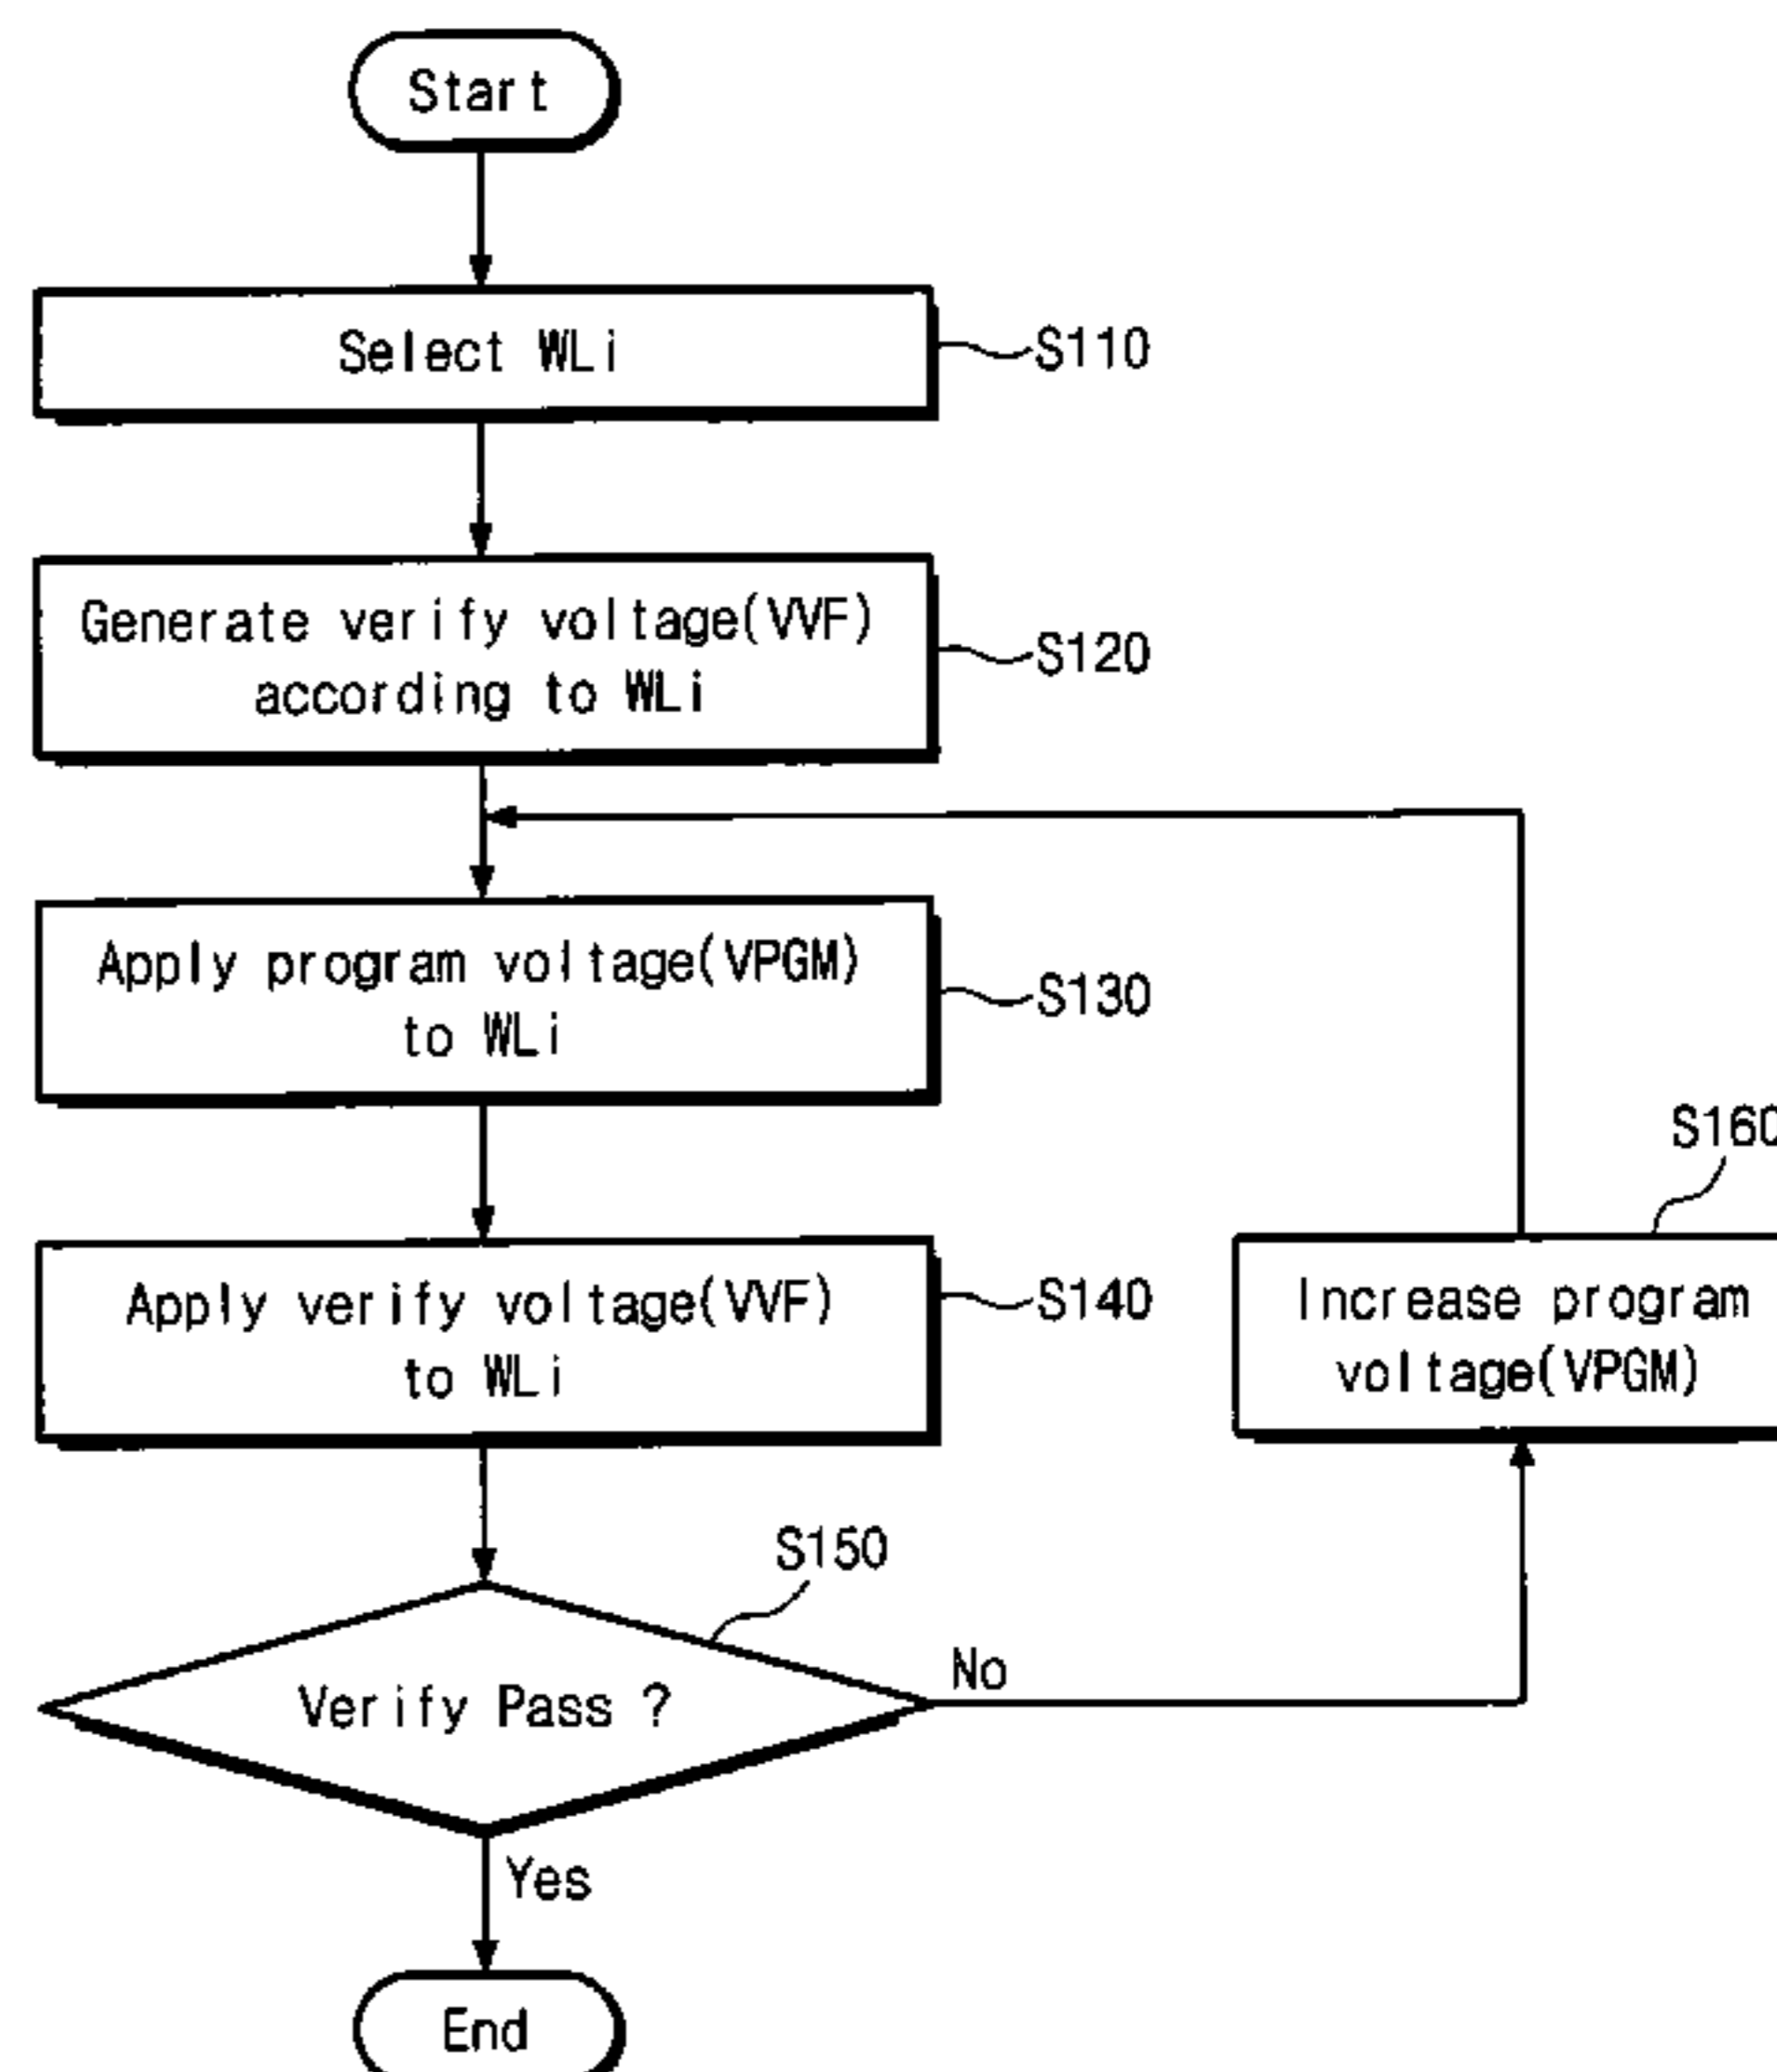 Start
Select WLi
S110
Generate verify voltage(VVF)
according to WLi
S120
Apply program voltage(VPGM)
to WLi
S130
Apply verify voltage(VVF)
to WLi
S140
S160
Increase program
voltage(VPGM)
S150
Verify Pass ?
No
Yes
End